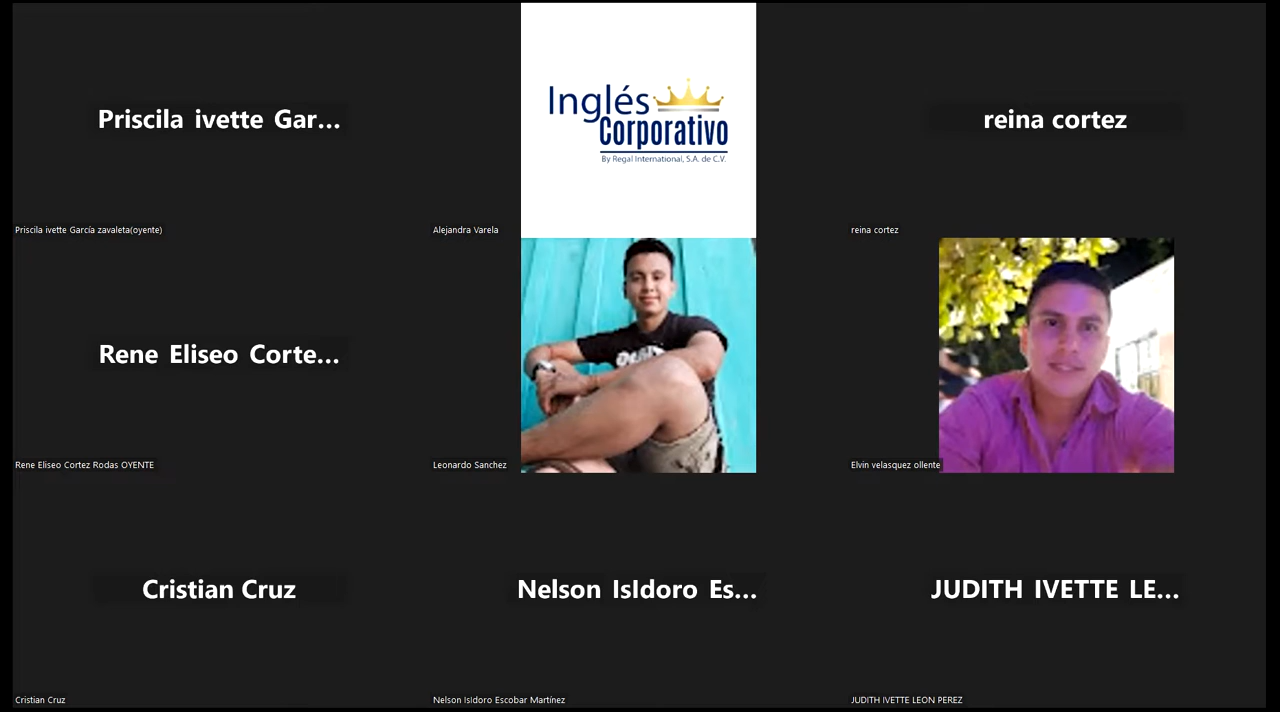 Priscila ivette Gar...
Inglés
Corporativo
By Regal International, S.A. de C.V.
reina cortez
Priscila ivette García zavaleta(oyente)
Alejandra Varela
reina cortez
Rene Eliseo Corte...
Rene Eliseo Cortez Rodas OYENTE
Leonardo Sanchez
Elvin velasquez ollente
Cristian Cruz
Nelson IsIdoro Es...
JUDITH IVETTE LE...
Cristian Cruz
Nelson IsIdoro Escobar Martínez
JUDITH IVETTE LEON PEREZ